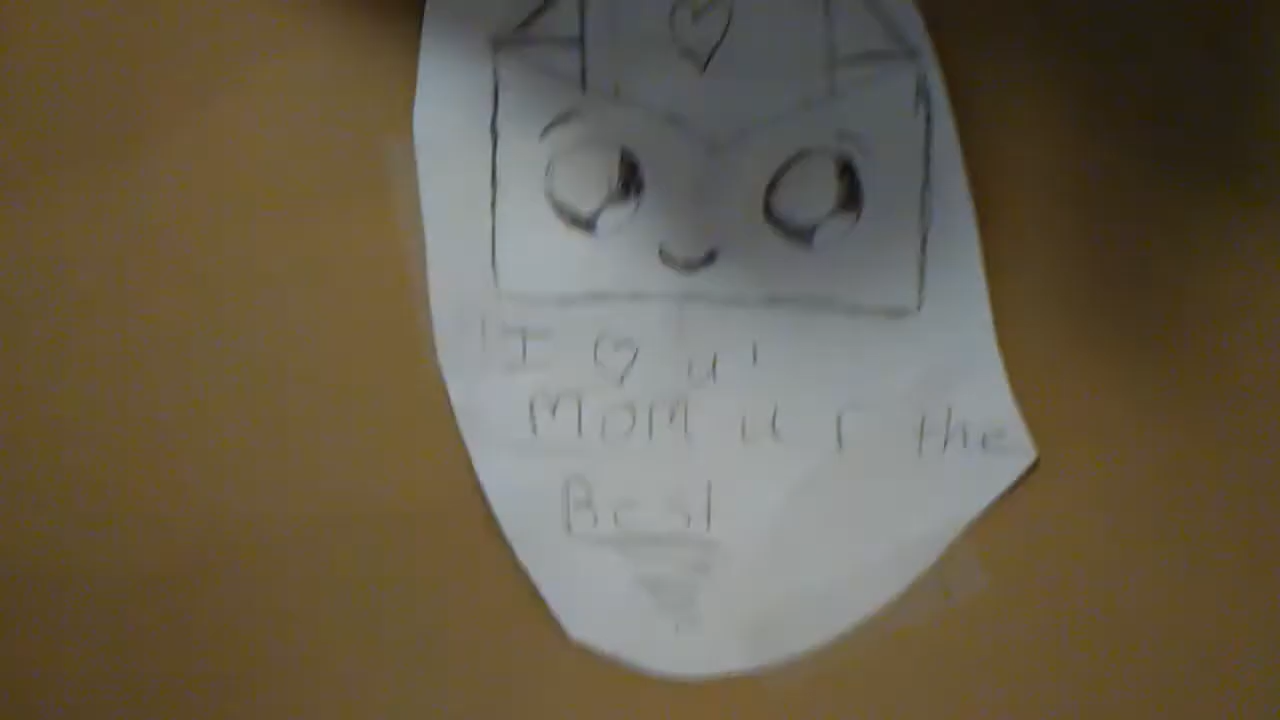 'I ♡ u'
MOM u r the
Best